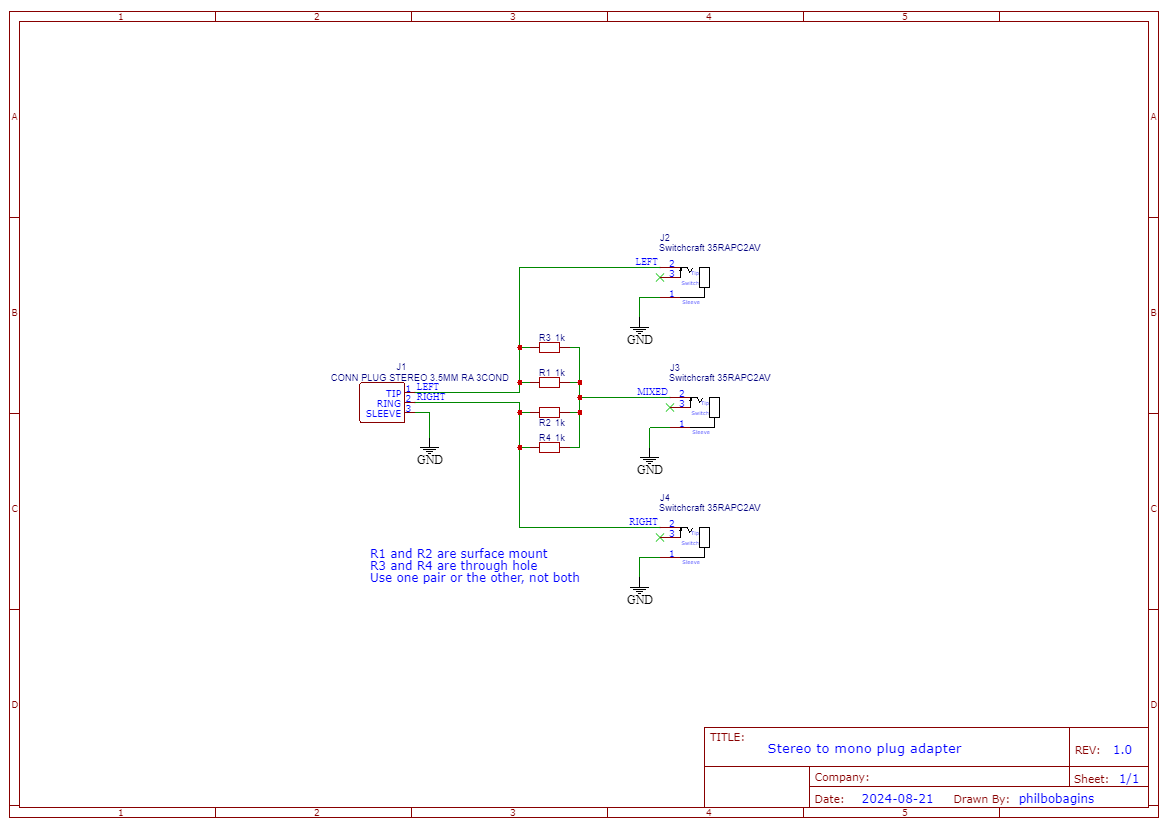 1 2 3 4 5
A A
J2
Switchcraft 35RAPC2AV
LEFT 2
3
Tip
Switch
1
Sleeve
B B
GND
R3 1k
J1
R1 1k
J3
CONN PLUG STEREO 3.5MM RA 3COND
Switchcraft 35RAPC2AV
TIP 1 LEFT
RING 2 RIGHT
SLEEVE 3
MIXED 2
3
Tip
Switch
1
Sleeve
R2 1k
R4 1k
GND
GND
J4
Switchcraft 35RAPC2AV
C C
RIGHT 2
3
Tip
Switch
1
Sleeve
R1 and R2 are surface mount
R3 and R4 are through hole
Use one pair or the other, not both
GND
D D
TITLE:
Stereo to mono plug adapter
REV: 1.0
Company:
Sheet: 1/1
Date: 2024-08-21 Drawn By: philbobagins
1 2 3 4 5